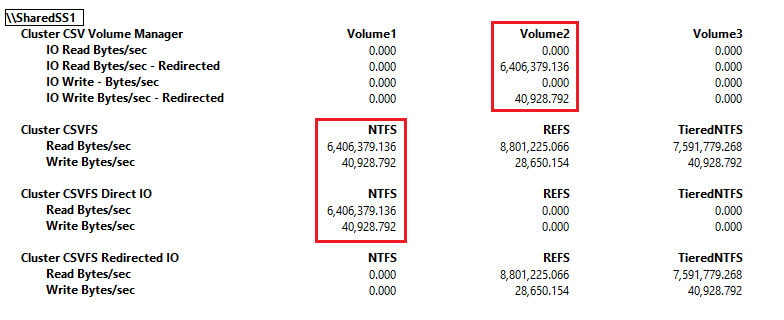 \\SharedSS1
Cluster CSV Volume Manager Volume1 Volume2 Volume3
IO Read Bytes/sec 0.000 0.000 0.000
IO Read Bytes/sec - Redirected 0.000 6,406,379.136 0.000
IO Write - Bytes/sec 0.000 0.000 0.000
IO Write Bytes/sec - Redirected 0.000 40,928.792 0.000
Cluster CSVFS NTFS REFS TieredNTFS
Read Bytes/sec 6,406,379.136 8,801,225.066 7,591,779.268
Write Bytes/sec 40,928.792 28,650.154 40,928.792
Cluster CSVFS Direct IO NTFS REFS TieredNTFS
Read Bytes/sec 6,406,379.136 0.000 0.000
Write Bytes/sec 40,928.792 0.000 0.000
Cluster CSVFS Redirected IO NTFS REFS TieredNTFS
Read Bytes/sec 0.000 8,801,225.066 7,591,779.268
Write Bytes/sec 0.000 28,650.154 40,928.792